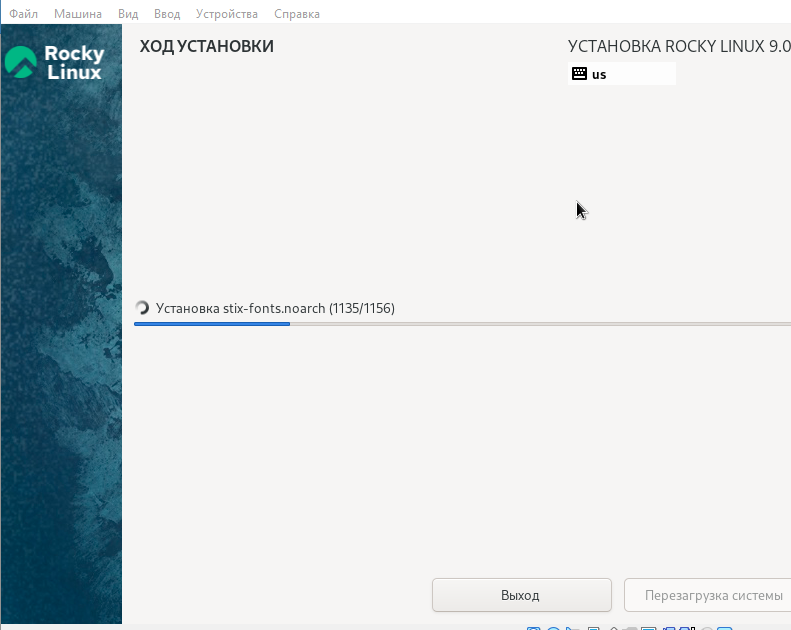 Файл Машина Вид Ввод Устройства Справка
Rocky
Linux
ХОД УСТАНОВКИ
УСТАНОВКА ROCKY LINUX 9.0
us
Установка stix-fonts.noarch (1135/1156)
Выход
Перезагрузка системы